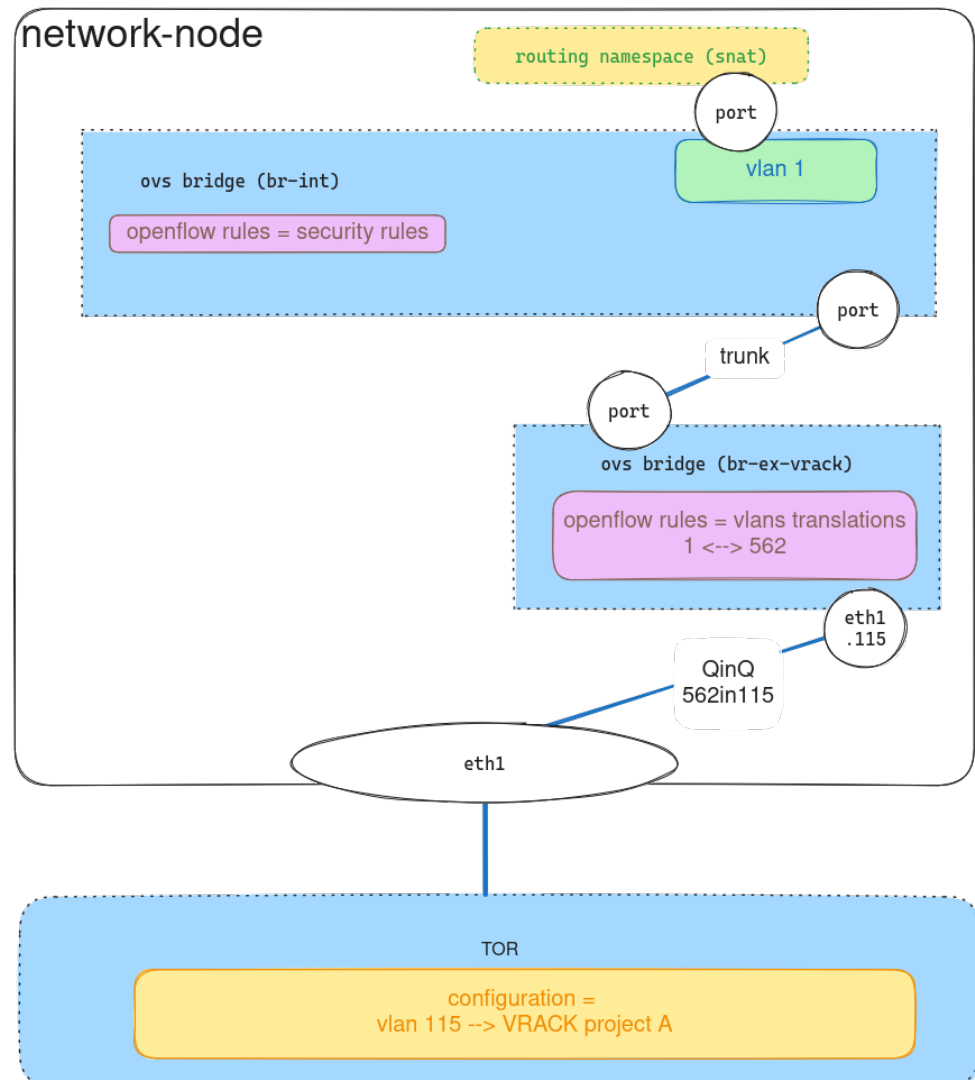 network-node
routing namespace (snat)
port
vlan 1
ovs bridge (br-int)
openflow rules = security rules
port
trunk
port
ovs bridge (br-ex-vrack)
openflow rules = vlans translations
1 <--> 562
eth1
.115
QinQ
562in115
eth1
TOR
configuration =
vlan 115 --> VRACK project A